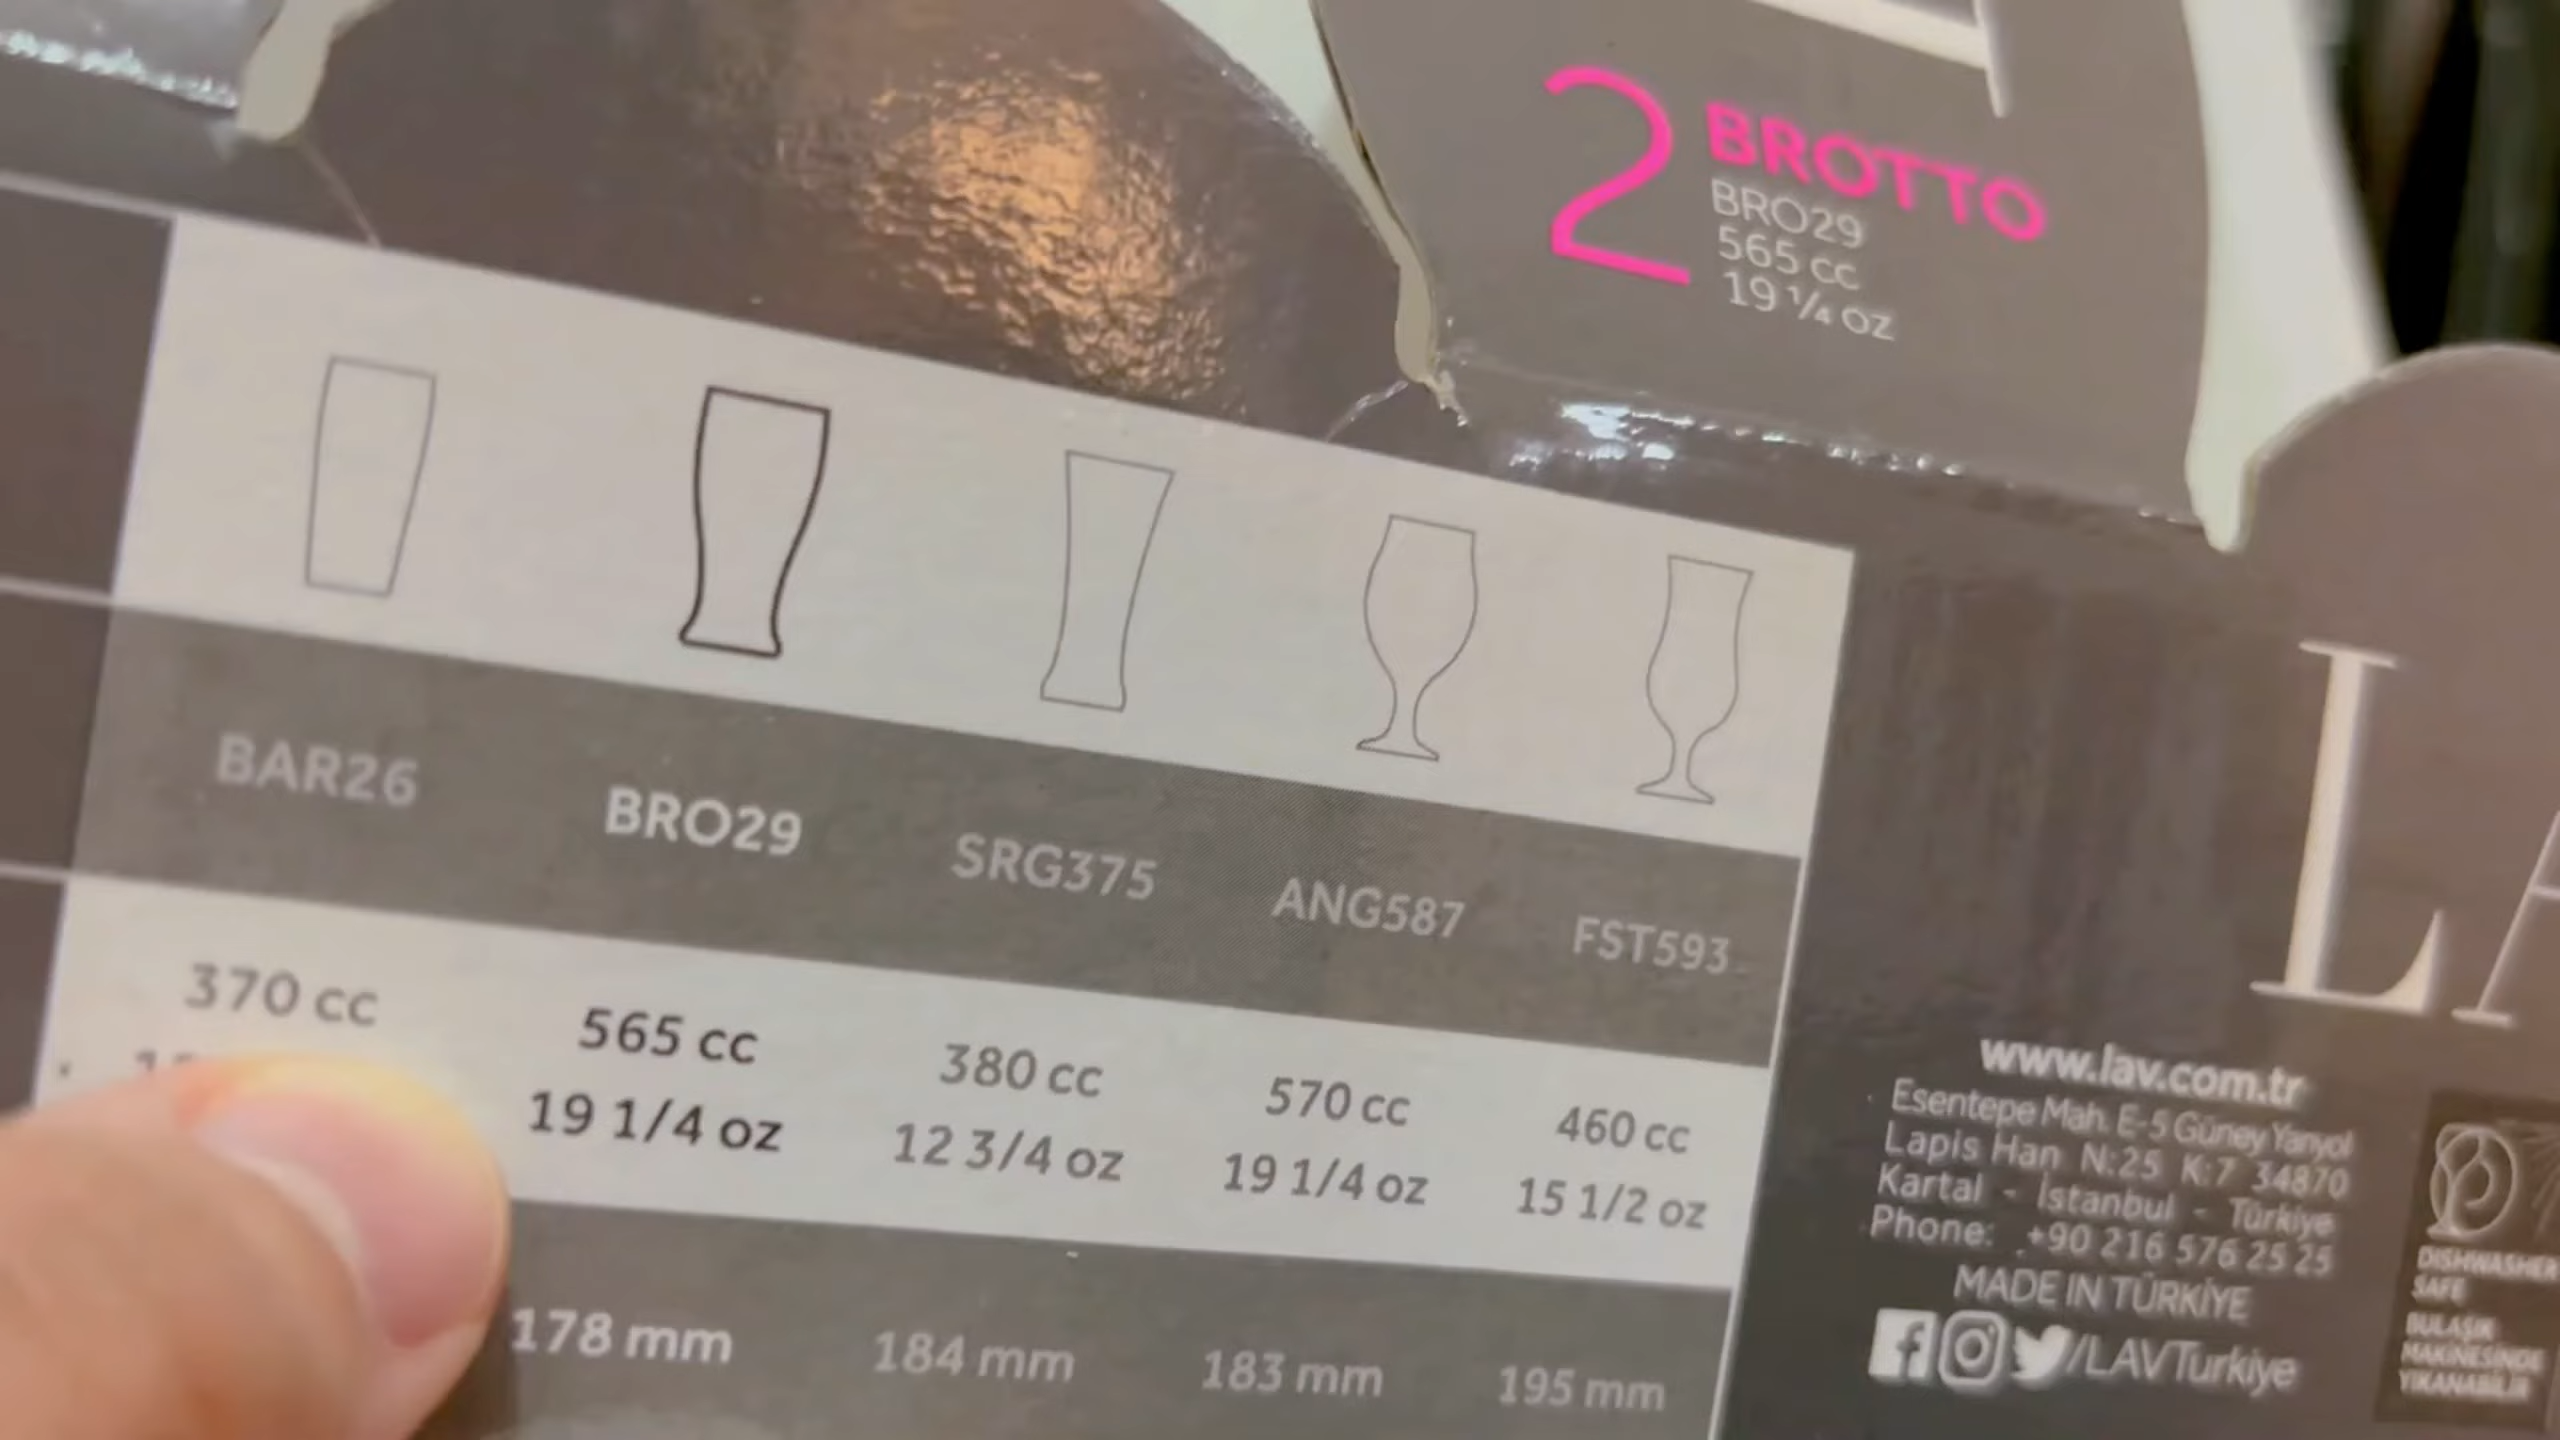 2 BROTTO
BRO29
565 cc
19 ¼ oz
BAR26 BRO29 SRG375 ANG587 FST593
370 cc 565 cc 380 cc 570 cc 460 cc
19 1/4 oz 12 3/4 oz 19 1/4 oz 15 1/2 oz
178 mm 184 mm 183 mm 195 mm
www.lav.com.tr
Esentepe Mah. E-5 Güney Yanyol
Lapis Han N:25 K:7 34870
Kartal - İstanbul - Türkiye
Phone: +90 216 576 25 25
MADE IN TÜRKİYE
/LAVTurkiye
DISHWASHER
SAFE
BULAŞIK
MAKİNESİNDE
YIKANABİLİR